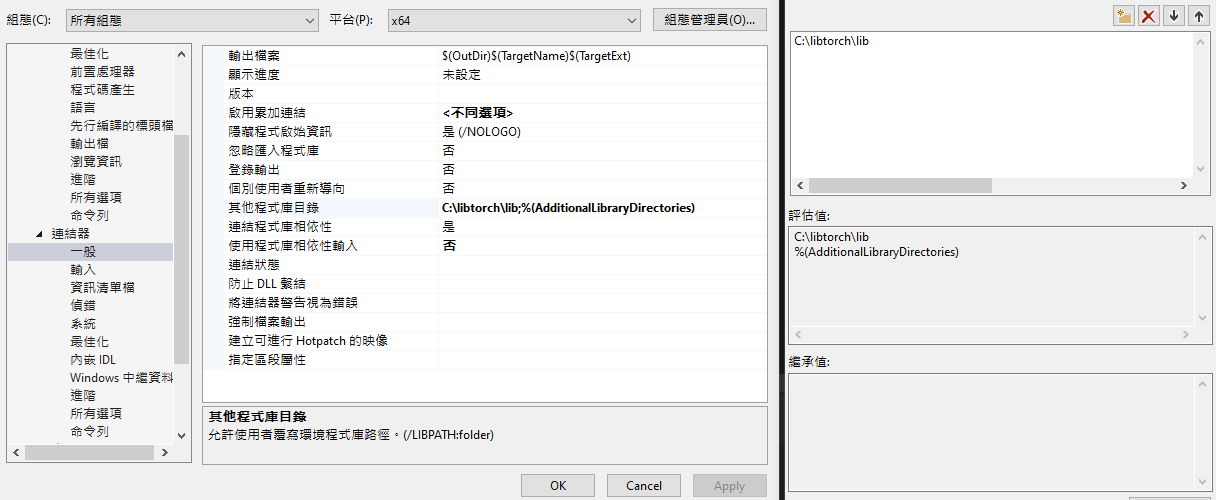 組態(C):
所有組態
平台(P):
x64
組態管理員(O)...
最佳化
前置處理器
程式碼產生
語言
先行編譯的標頭檔
輸出檔
瀏覽資訊
進階
所有選項
命令列
連結器
一般
輸入
資訊清單檔
偵錯
系統
最佳化
內嵌 IDL
Windows 中繼資料
進階
所有選項
命令列
輸出檔案 $(OutDir)$(TargetName)$(TargetExt)
顯示進度 未設定
版本
啟用累加連結 <不同選項>
隱藏程式啟始資訊 是 (/NOLOGO)
忽略匯入程式庫 否
登錄輸出 否
個別使用者重新導向 否
其他程式庫目錄 C:\libtorch\lib;%(AdditionalLibraryDirectories)
連結程式庫相依性 是
使用程式庫相依性輸入 否
連結狀態
防止 DLL 繫結
將連結器警告視為錯誤
強制檔案輸出
建立可進行 Hotpatch 的映像
指定區段屬性
其他程式庫目錄
允許使用者覆寫環境程式庫路徑。(/LIBPATH:folder)
OK
Cancel
Apply
C:\libtorch\lib
評估值:
C:\libtorch\lib
%(AdditionalLibraryDirectories)
繼承值: